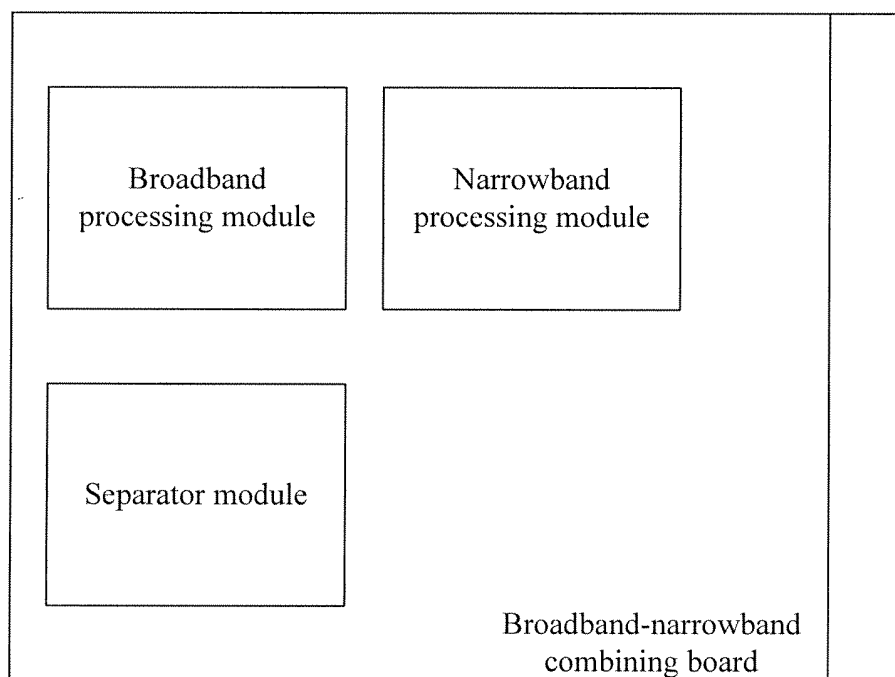 Broadband
processing module
Narrowband
processing module
Separator module
Broadband-narrowband
combining board